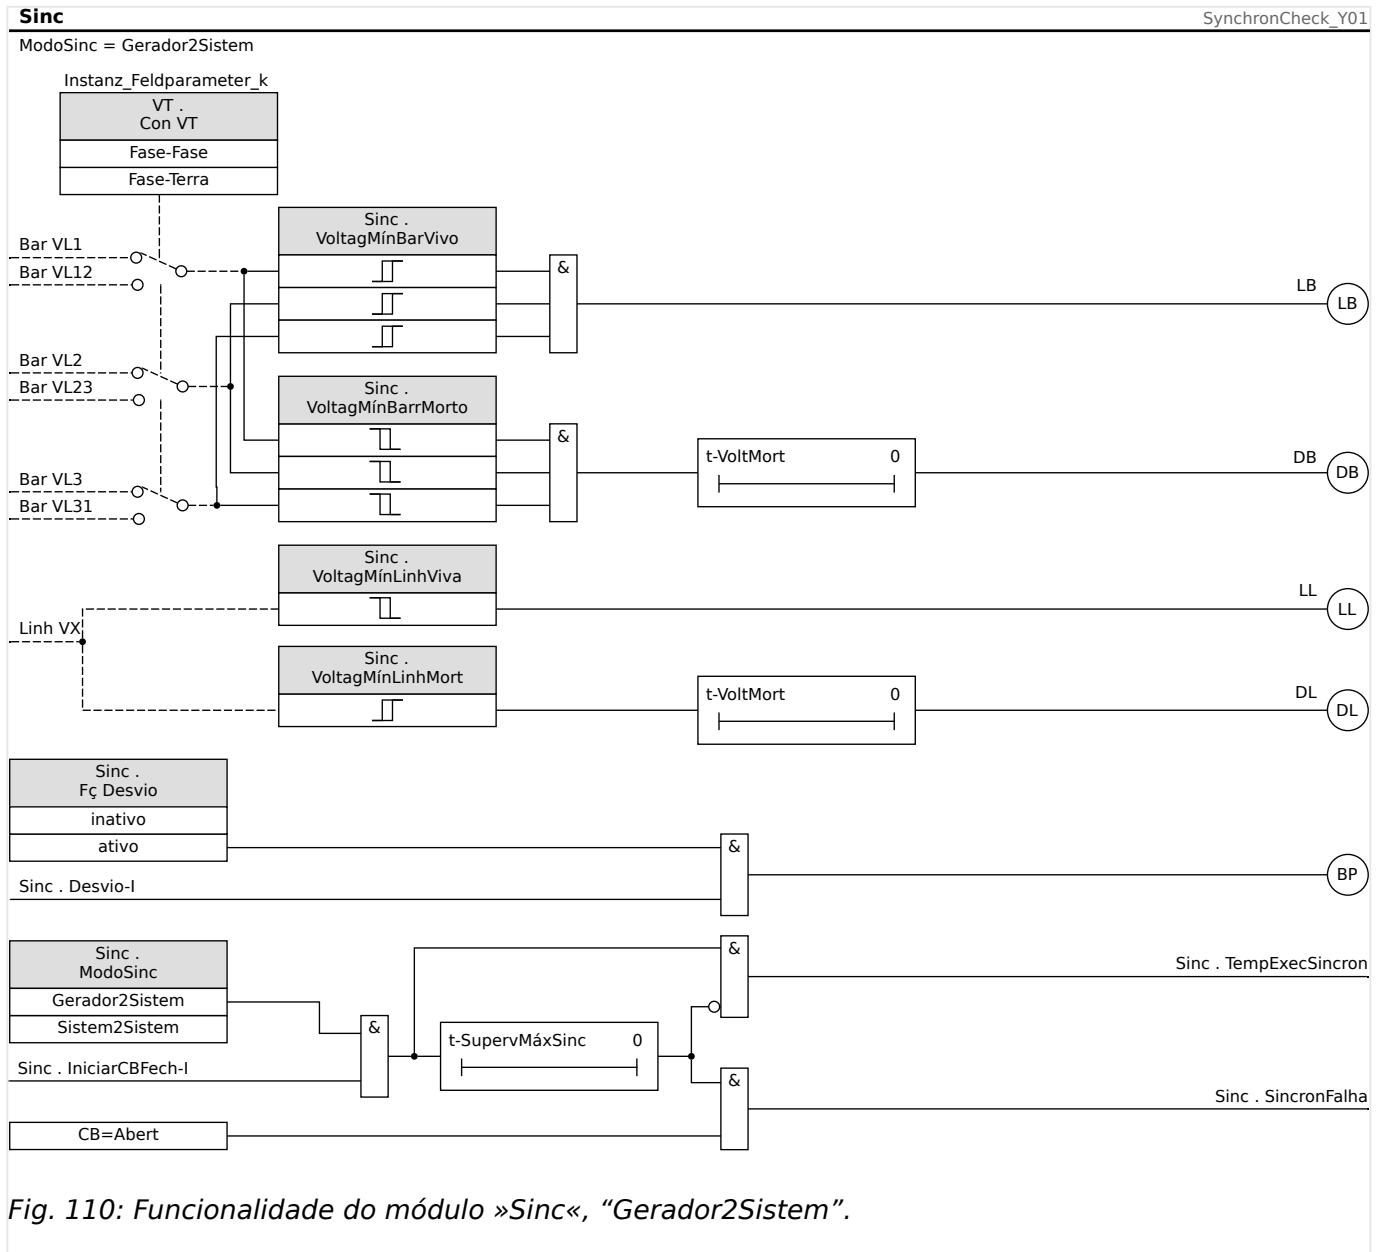 Sinc
SynchronCheck_Y01
ModoSinc = Gerador2Sistem
Instanz_Feldparameter_k
VT .
Con VT
Fase-Fase
Fase-Terra
Sinc .
VoltagMínBarVivo
Bar VL1
Bar VL12
&
LB
LB
Bar VL2
Bar VL23
Sinc .
VoltagMínBarrMorto
&
t-VoltMort 0
DB
DB
Bar VL3
Bar VL31
Sinc .
VoltagMínLinhViva
LL
LL
Linh VX
Sinc .
VoltagMínLinhMort
t-VoltMort 0
DL
DL
Sinc .
Fç Desvio
inativo
ativo
&
BP
Sinc . Desvio-I
Sinc .
ModoSinc
Gerador2Sistem
Sistem2Sistem
&
Sinc . TempExecSincron
&
t-SupervMáxSinc 0
Sinc . IniciarCBFech-I
&
Sinc . SincronFalha
CB=Abert
Fig. 110: Funcionalidade do módulo »Sinc«, “Gerador2Sistem”.